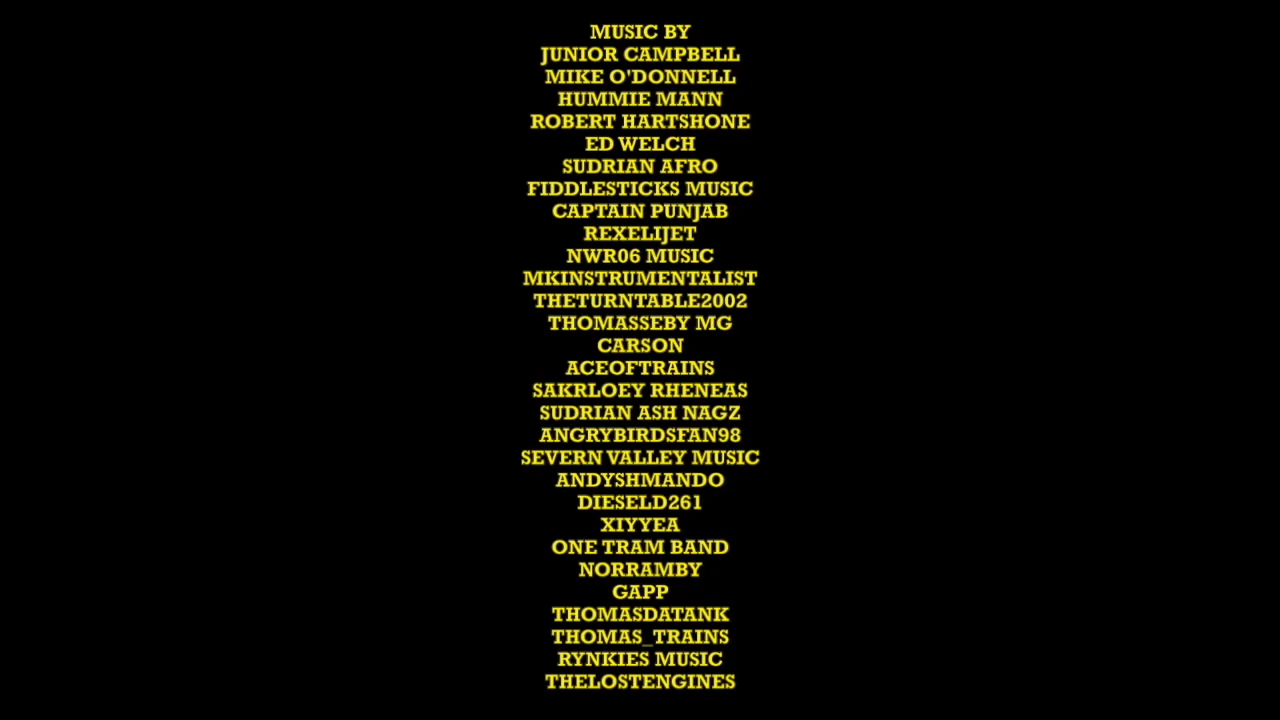 MUSIC BY
JUNIOR CAMPBELL
MIKE O'DONNELL
HUMMIE MANN
ROBERT HARTSHONE
ED WELCH
SUDRIAN AFRO
FIDDLESTICKS MUSIC
CAPTAIN PUNJAB
REXELIJET
NWR06 MUSIC
MKINSTRUMENTALIST
THETURNTABLE2002
THOMASSEBY MG
CARSON
ACEOFTRAINS
SAKRLOEY RHENEAS
SUDRIAN ASH NAGZ
ANGRYBIRDSFAN98
SEVERN VALLEY MUSIC
ANDYSHMANDO
DIESELD261
XIYYEA
ONE TRAM BAND
NORRAMBY
GAPP
THOMASDATANK
THOMAS_TRAINS
RYNKIES MUSIC
THELOSTENGINES